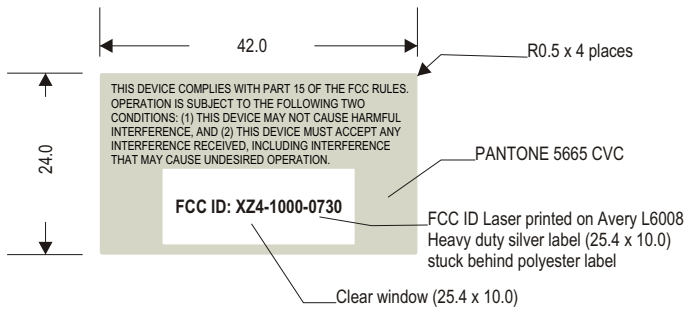 42.0
R0.5 x 4 places
THIS DEVICE COMPLIES WITH PART 15 OF THE FCC RULES.
OPERATION IS SUBJECT TO THE FOLLOWING TWO
CONDITIONS: (1) THIS DEVICE MAY NOT CAUSE HARMFUL
INTERFERENCE, AND (2) THIS DEVICE MUST ACCEPT ANY
INTERFERENCE RECEIVED, INCLUDING INTERFERENCE
THAT MAY CAUSE UNDESIRED OPERATION.
24.0
PANTONE 5665 CVC
FCC ID: XZ4-1000-0730
FCC ID Laser printed on Avery L6008
Heavy duty silver label (25.4 x 10.0)
stuck behind polyester label
Clear window (25.4 x 10.0)